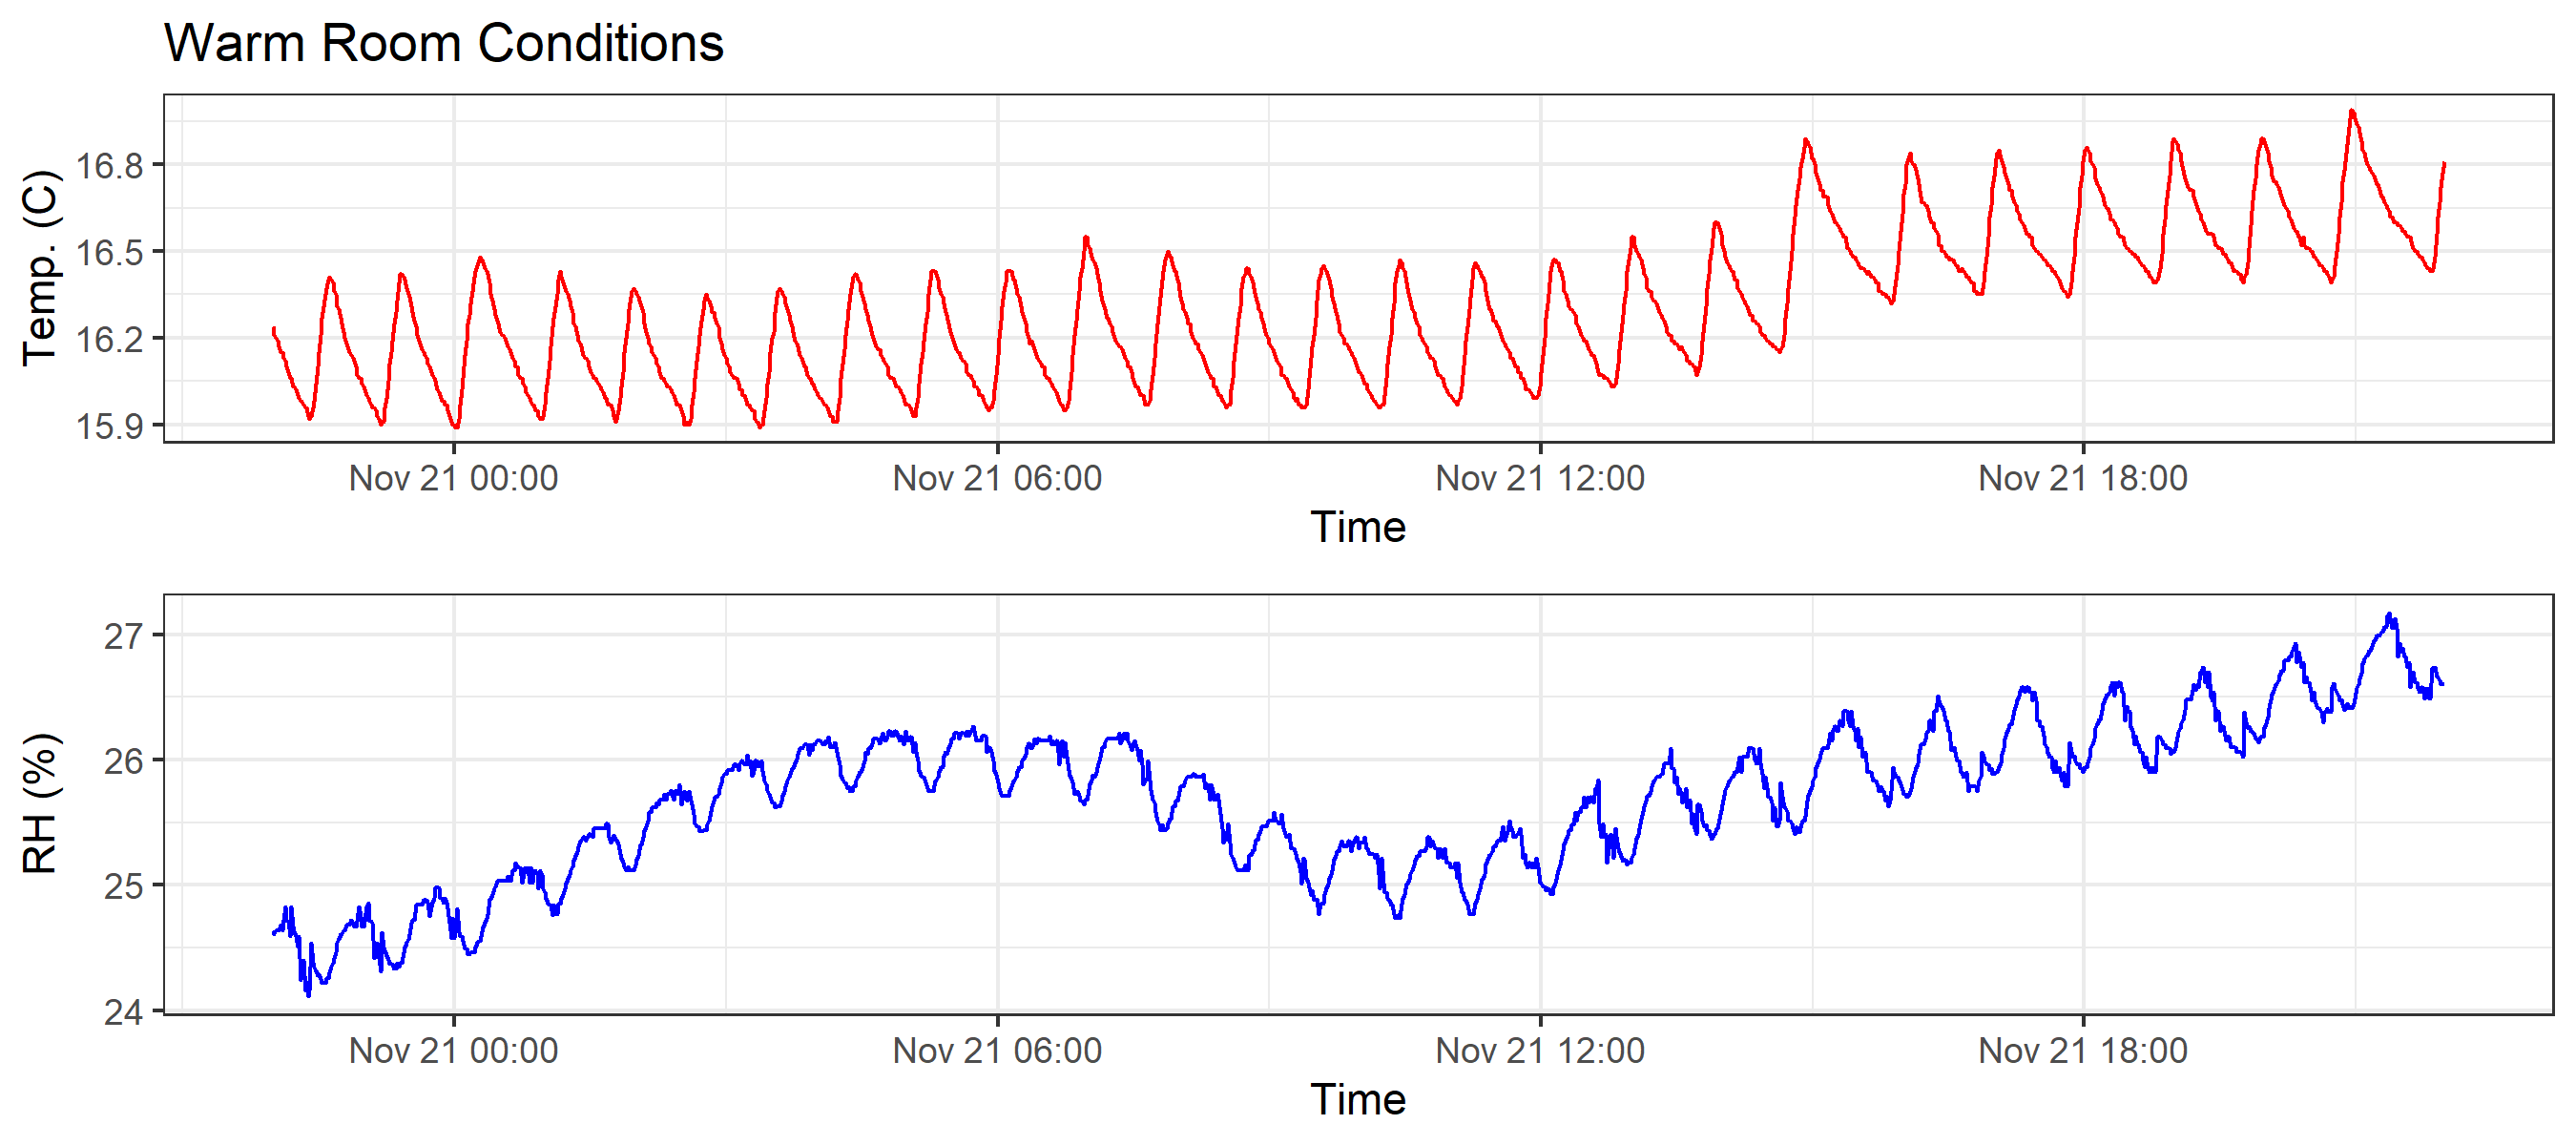 Warm Room Conditions
Temp. (C)
16.8
16.5
16.2
15.9
Nov 21 00:00 Nov 21 06:00 Nov 21 12:00 Nov 21 18:00
Time
RH (%)
27
26
25
24
Nov 21 00:00 Nov 21 06:00 Nov 21 12:00 Nov 21 18:00
Time